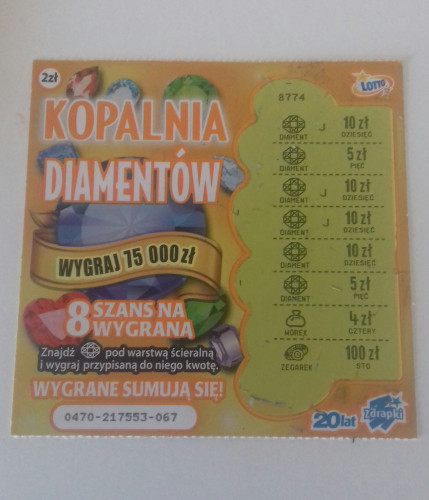 2zł
KOPALNIA
DIAMENTÓW
WYGRAJ 75 000 zł
8 SZANS NA
WYGRANĄ
Znajdź pod warstwą ścieralną
i wygraj przypisaną do niego kwotę.
WYGRANE SUMUJĄ SIĘ!
0470-217553-067
LOTTO
8774
DIAMENT J 10 zł DZIESIĘĆ
DIAMENT 5 zł PIĘĆ
DIAMENT J 10 zł DZIESIĘĆ
DIAMENT J 10 zł DZIESIĘĆ
DIAMENT 10 zł DZIESIĘĆ
DIAMENT 5 zł PIĘĆ
WOREK 4 zł CZTERY
ZEGAREK 100 zł STO
20 lat Zdrapki